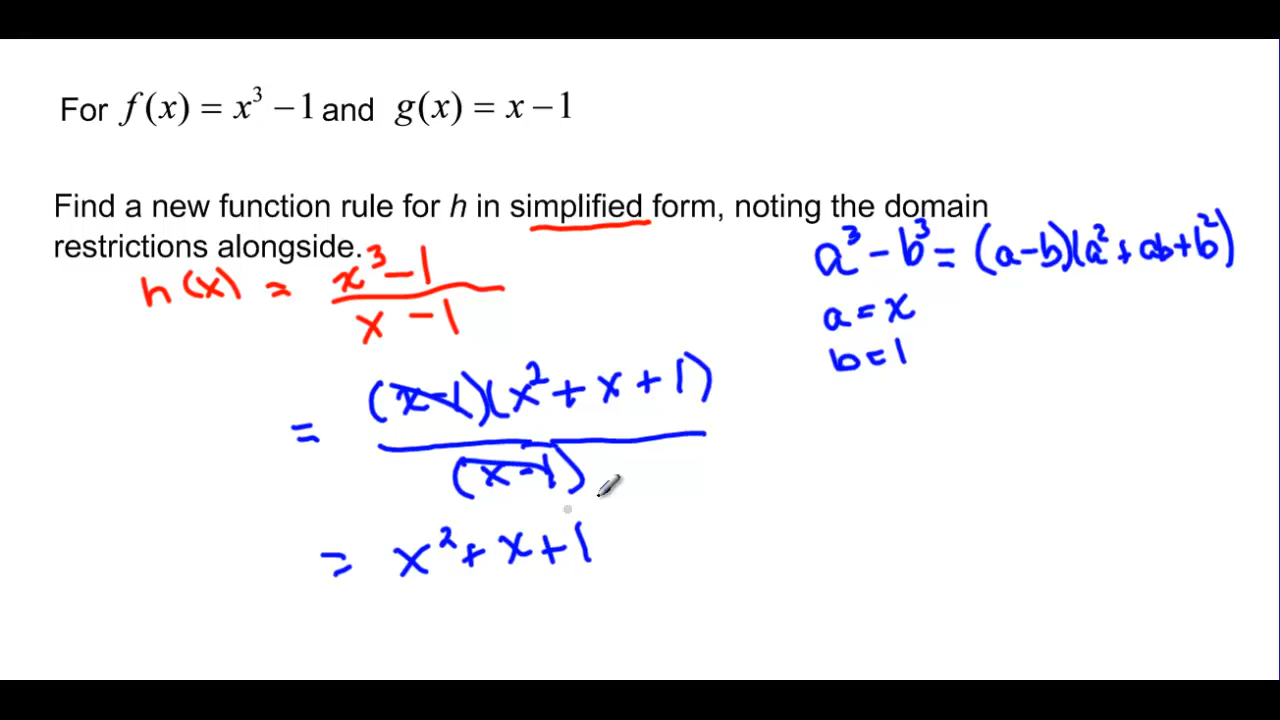 For f(x) = x³ − 1 and g(x) = x − 1
Find a new function rule for h in simplified form, noting the domain
restrictions alongside.
h(x) = x³ − 1 / x − 1
a³ − b³ = (a − b)(a² + ab + b²)
a = x
b = 1
= (x − 1)(x² + x + 1) / (x − 1)
= x² + x + 1